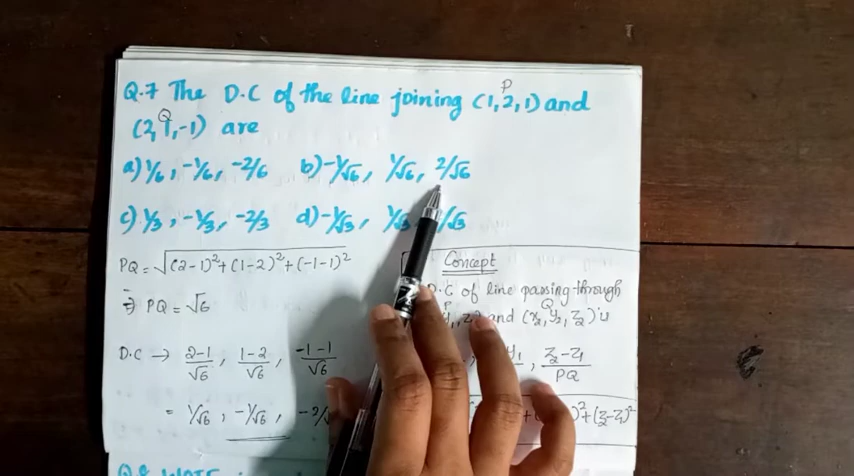 Q.7 The D.C of the line joining (1,2,1) and
P
(2,1,-1) are
Q
a) 1/6, -1/6, -2/6 b) -1/√6, 1/√6, 2/√6
c) 1/3, -1/3, -2/3 d) -1/√3,
PQ = √(2-1)²+(1-2)²+(-1-1)²
⇒ PQ = √6
D.C → 2-1/√6, 1-2/√6, -1-1/√6
= 1/√6, -1/√6,
Concept
D.C of line passing through
P Q
and (x₂,y₂,z₂) is
, z₂-z₁/PQ